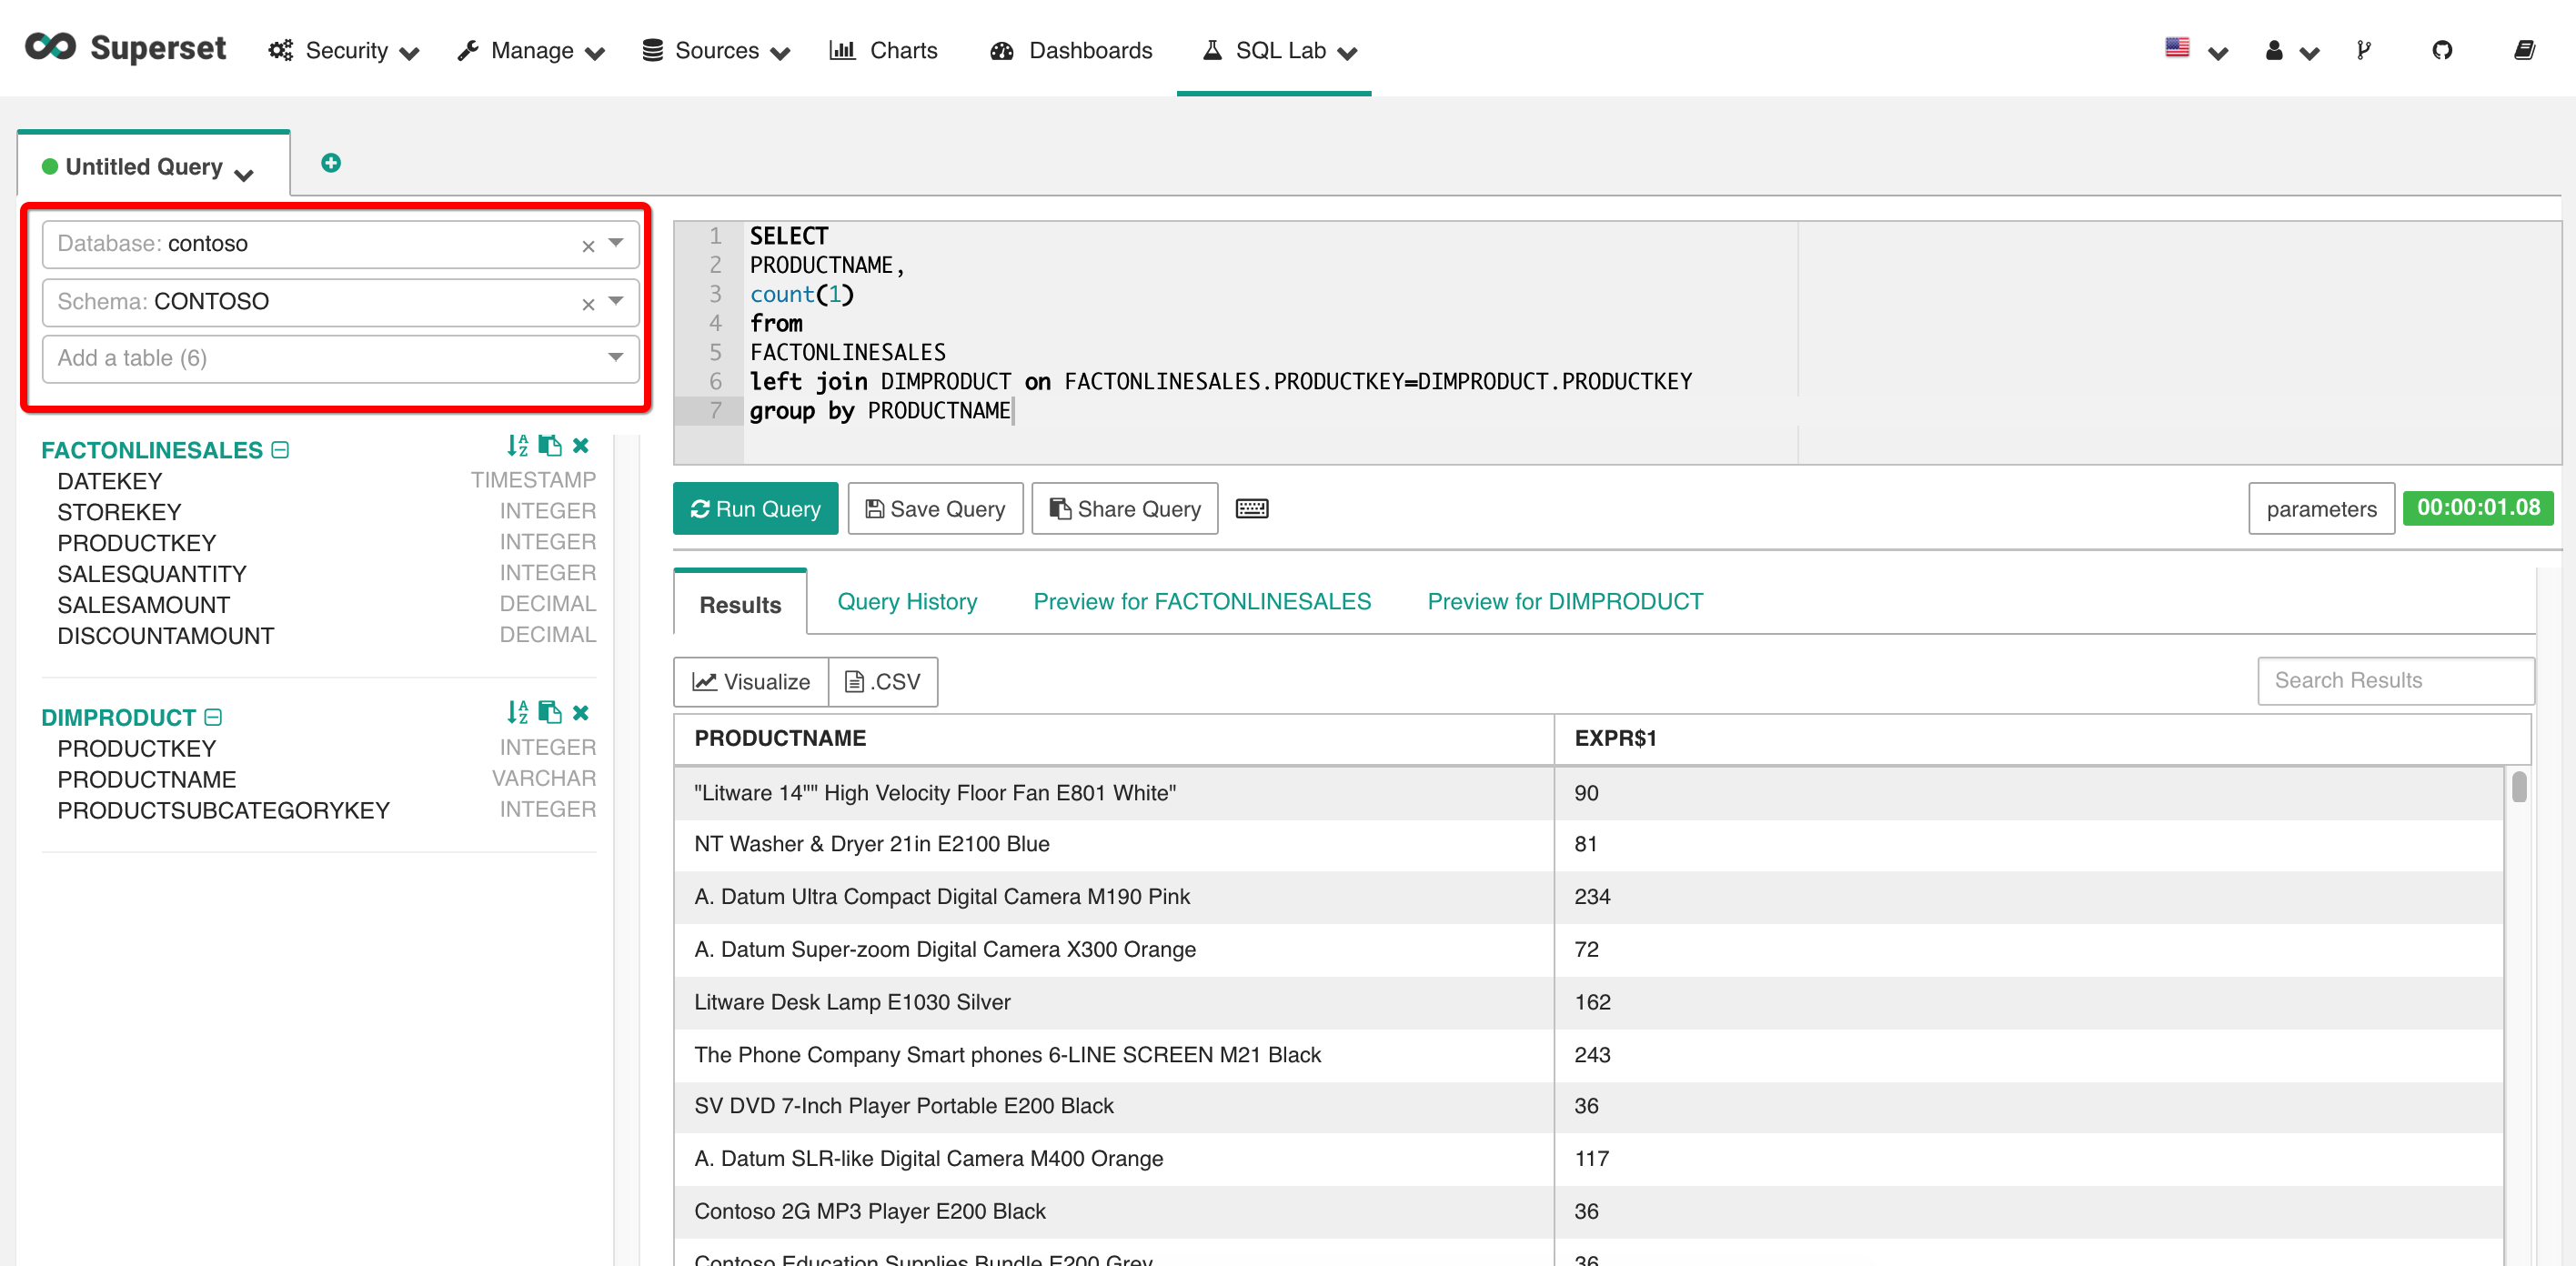 Superset Security Manage Sources Charts Dashboards SQL Lab
Untitled Query
Database: contoso ×
Schema: CONTOSO ×
Add a table (6)
FACTONLINESALES
DATEKEY TIMESTAMP
STOREKEY INTEGER
PRODUCTKEY INTEGER
SALESQUANTITY INTEGER
SALESAMOUNT DECIMAL
DISCOUNTAMOUNT DECIMAL
DIMPRODUCT
PRODUCTKEY INTEGER
PRODUCTNAME VARCHAR
PRODUCTSUBCATEGORYKEY INTEGER
1 SELECT
2 PRODUCTNAME,
3 count(1)
4 from
5 FACTONLINESALES
6 left join DIMPRODUCT on FACTONLINESALES.PRODUCTKEY=DIMPRODUCT.PRODUCTKEY
7 group by PRODUCTNAME
Run Query Save Query Share Query parameters 00:00:01.08
Results Query History Preview for FACTONLINESALES Preview for DIMPRODUCT
Visualize .CSV Search Results
PRODUCTNAME EXPR$1
"Litware 14"" High Velocity Floor Fan E801 White" 90
NT Washer & Dryer 21in E2100 Blue 81
A. Datum Ultra Compact Digital Camera M190 Pink 234
A. Datum Super-zoom Digital Camera X300 Orange 72
Litware Desk Lamp E1030 Silver 162
The Phone Company Smart phones 6-LINE SCREEN M21 Black 243
SV DVD 7-Inch Player Portable E200 Black 36
A. Datum SLR-like Digital Camera M400 Orange 117
Contoso 2G MP3 Player E200 Black 36
Contoso Education Supplies Bundle E200 Grey 36